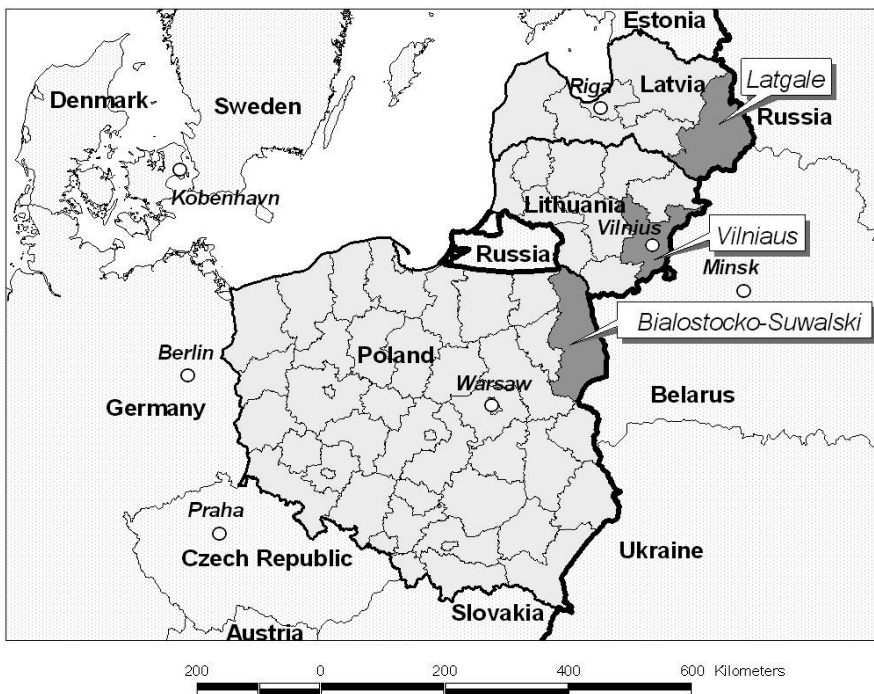 Estonia
Denmark
Sweden
Riga
Latvia
Latgale
Russia
Kobenhavn
Lithuania
Vilnius
Vilniaus
Russia
Minsk
Bialostocko-Suwalski
Berlin
Poland
Warsaw
Germany
Belarus
Praha
Czech Republic
Ukraine
Slovakia
Austria
200 0 200 400 600 Kilometers